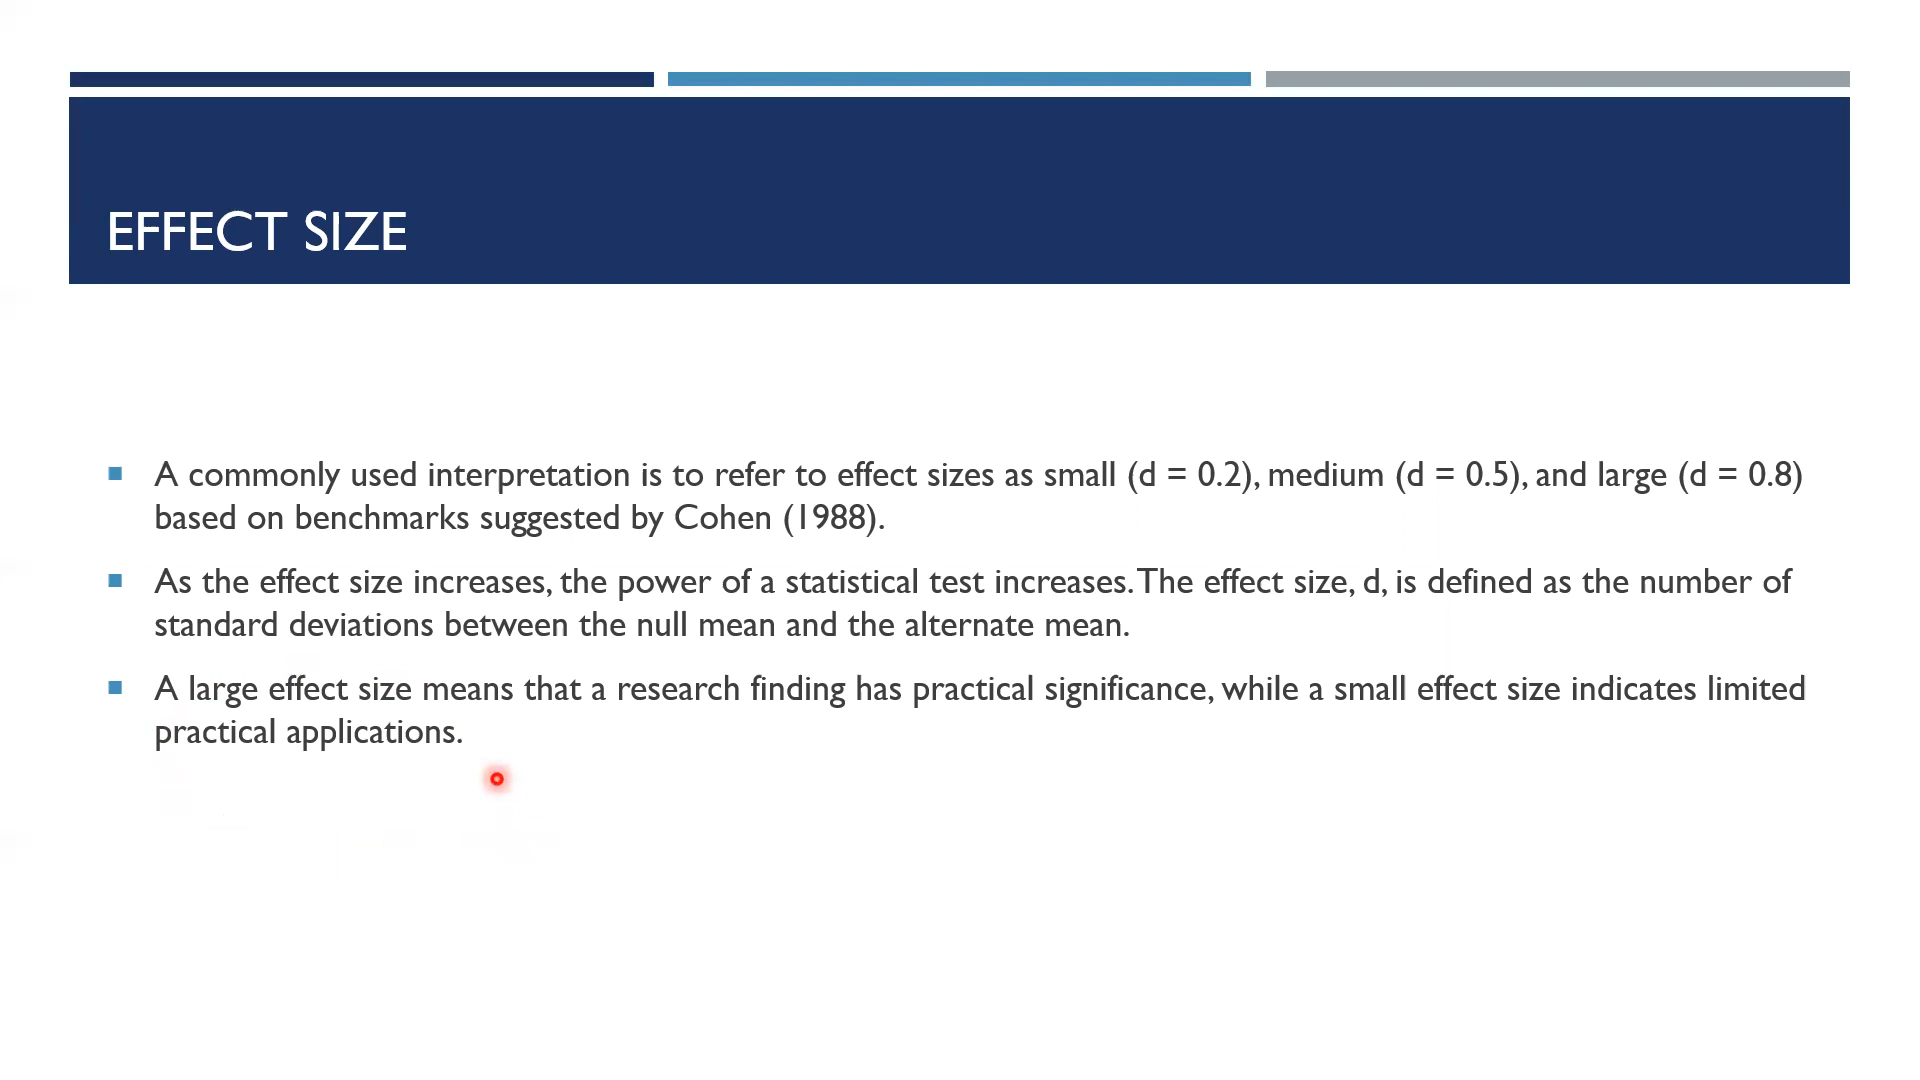 EFFECT SIZE
A commonly used interpretation is to refer to effect sizes as small (d = 0.2), medium (d = 0.5), and large (d = 0.8)
based on benchmarks suggested by Cohen (1988).
As the effect size increases, the power of a statistical test increases. The effect size, d, is defined as the number of
standard deviations between the null mean and the alternate mean.
A large effect size means that a research finding has practical significance, while a small effect size indicates limited
practical applications.